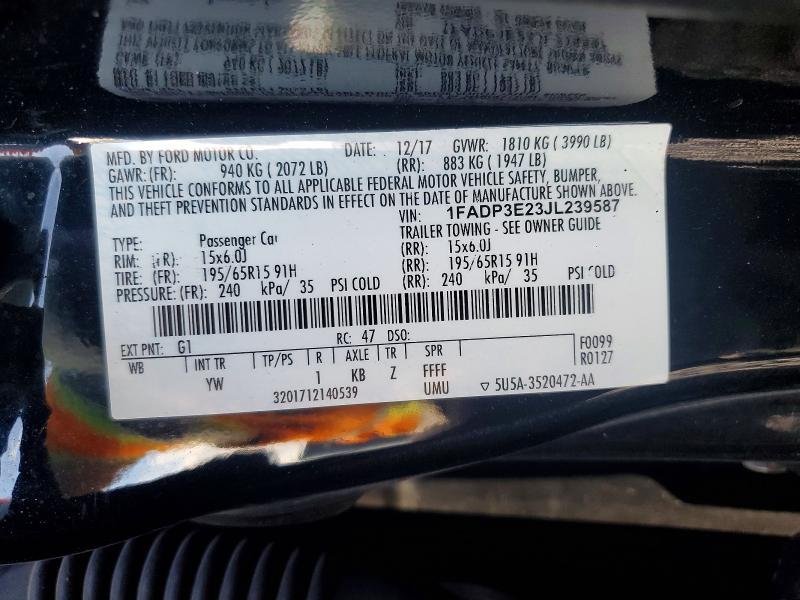 MFD. BY FORD MOTOR CO. DATE: 12/17 GVWR: 1810 KG ( 3990 LB)
GAWR: (FR): 940 KG ( 2072 LB) (RR): 883 KG ( 1947 LB)
THIS VEHICLE CONFORMS TO ALL APPLICABLE FEDERAL MOTOR VEHICLE SAFETY, BUMPER,
AND THEFT PREVENTION STANDARDS IN EFFECT ON THE DATE OF MANUFACTURE SHOWN ABOVE.
VIN: 1FADP3E23JL239587
TYPE: Passenger Car TRAILER TOWING - SEE OWNER GUIDE
RIM: (FR): 15x6.0J (RR): 15x6.0J
TIRE: (FR): 195/65R15 91H (RR): 195/65R15 91H
PRESSURE: (FR): 240 kPa/ 35 PSI COLD (RR): 240 kPa/ 35 PSI COLD
EXT PNT: G1 RC: 47 DSO: F0099
WB INT TR TP/PS R AXLE TR SPR R0127
YW 1 KB Z FFFF
3201712140539 UMU ▽ 5U5A-3520472-AA